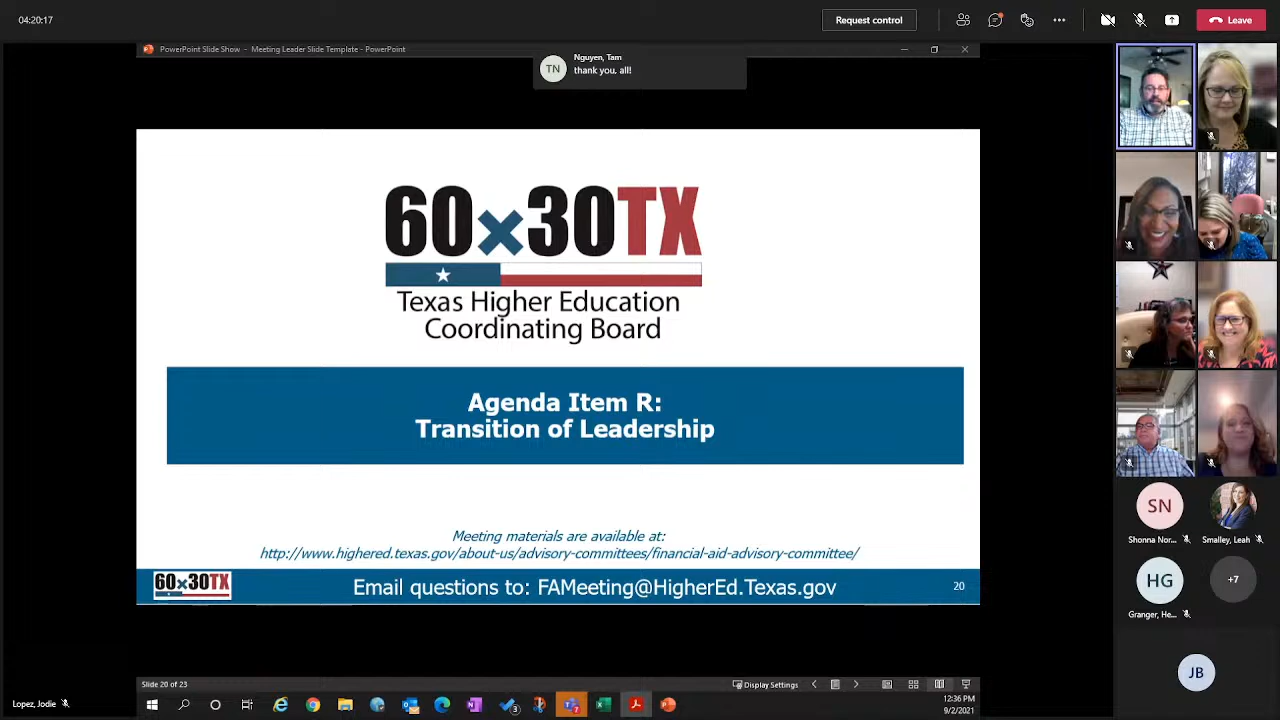 04:20:17
Request control
Leave
PowerPoint Slide Show - Meeting Leader Slide Template - PowerPoint
TN
Nguyen, Tam
thank you, all!
60x30TX
Texas Higher Education
Coordinating Board
Agenda Item R:
Transition of Leadership
Meeting materials are available at:
http://www.highered.texas.gov/about-us/advisory-committees/financial-aid-advisory-committee/
60x30TX
Email questions to: FAMeeting@HigherEd.Texas.gov
20
SN
Shonna Nor...
Smalley, Leah
HG
+7
Granger, He...
JB
Slide 20 of 23
Display Settings
Lopez, Jodie
3
7
12:36 PM
9/2/2021